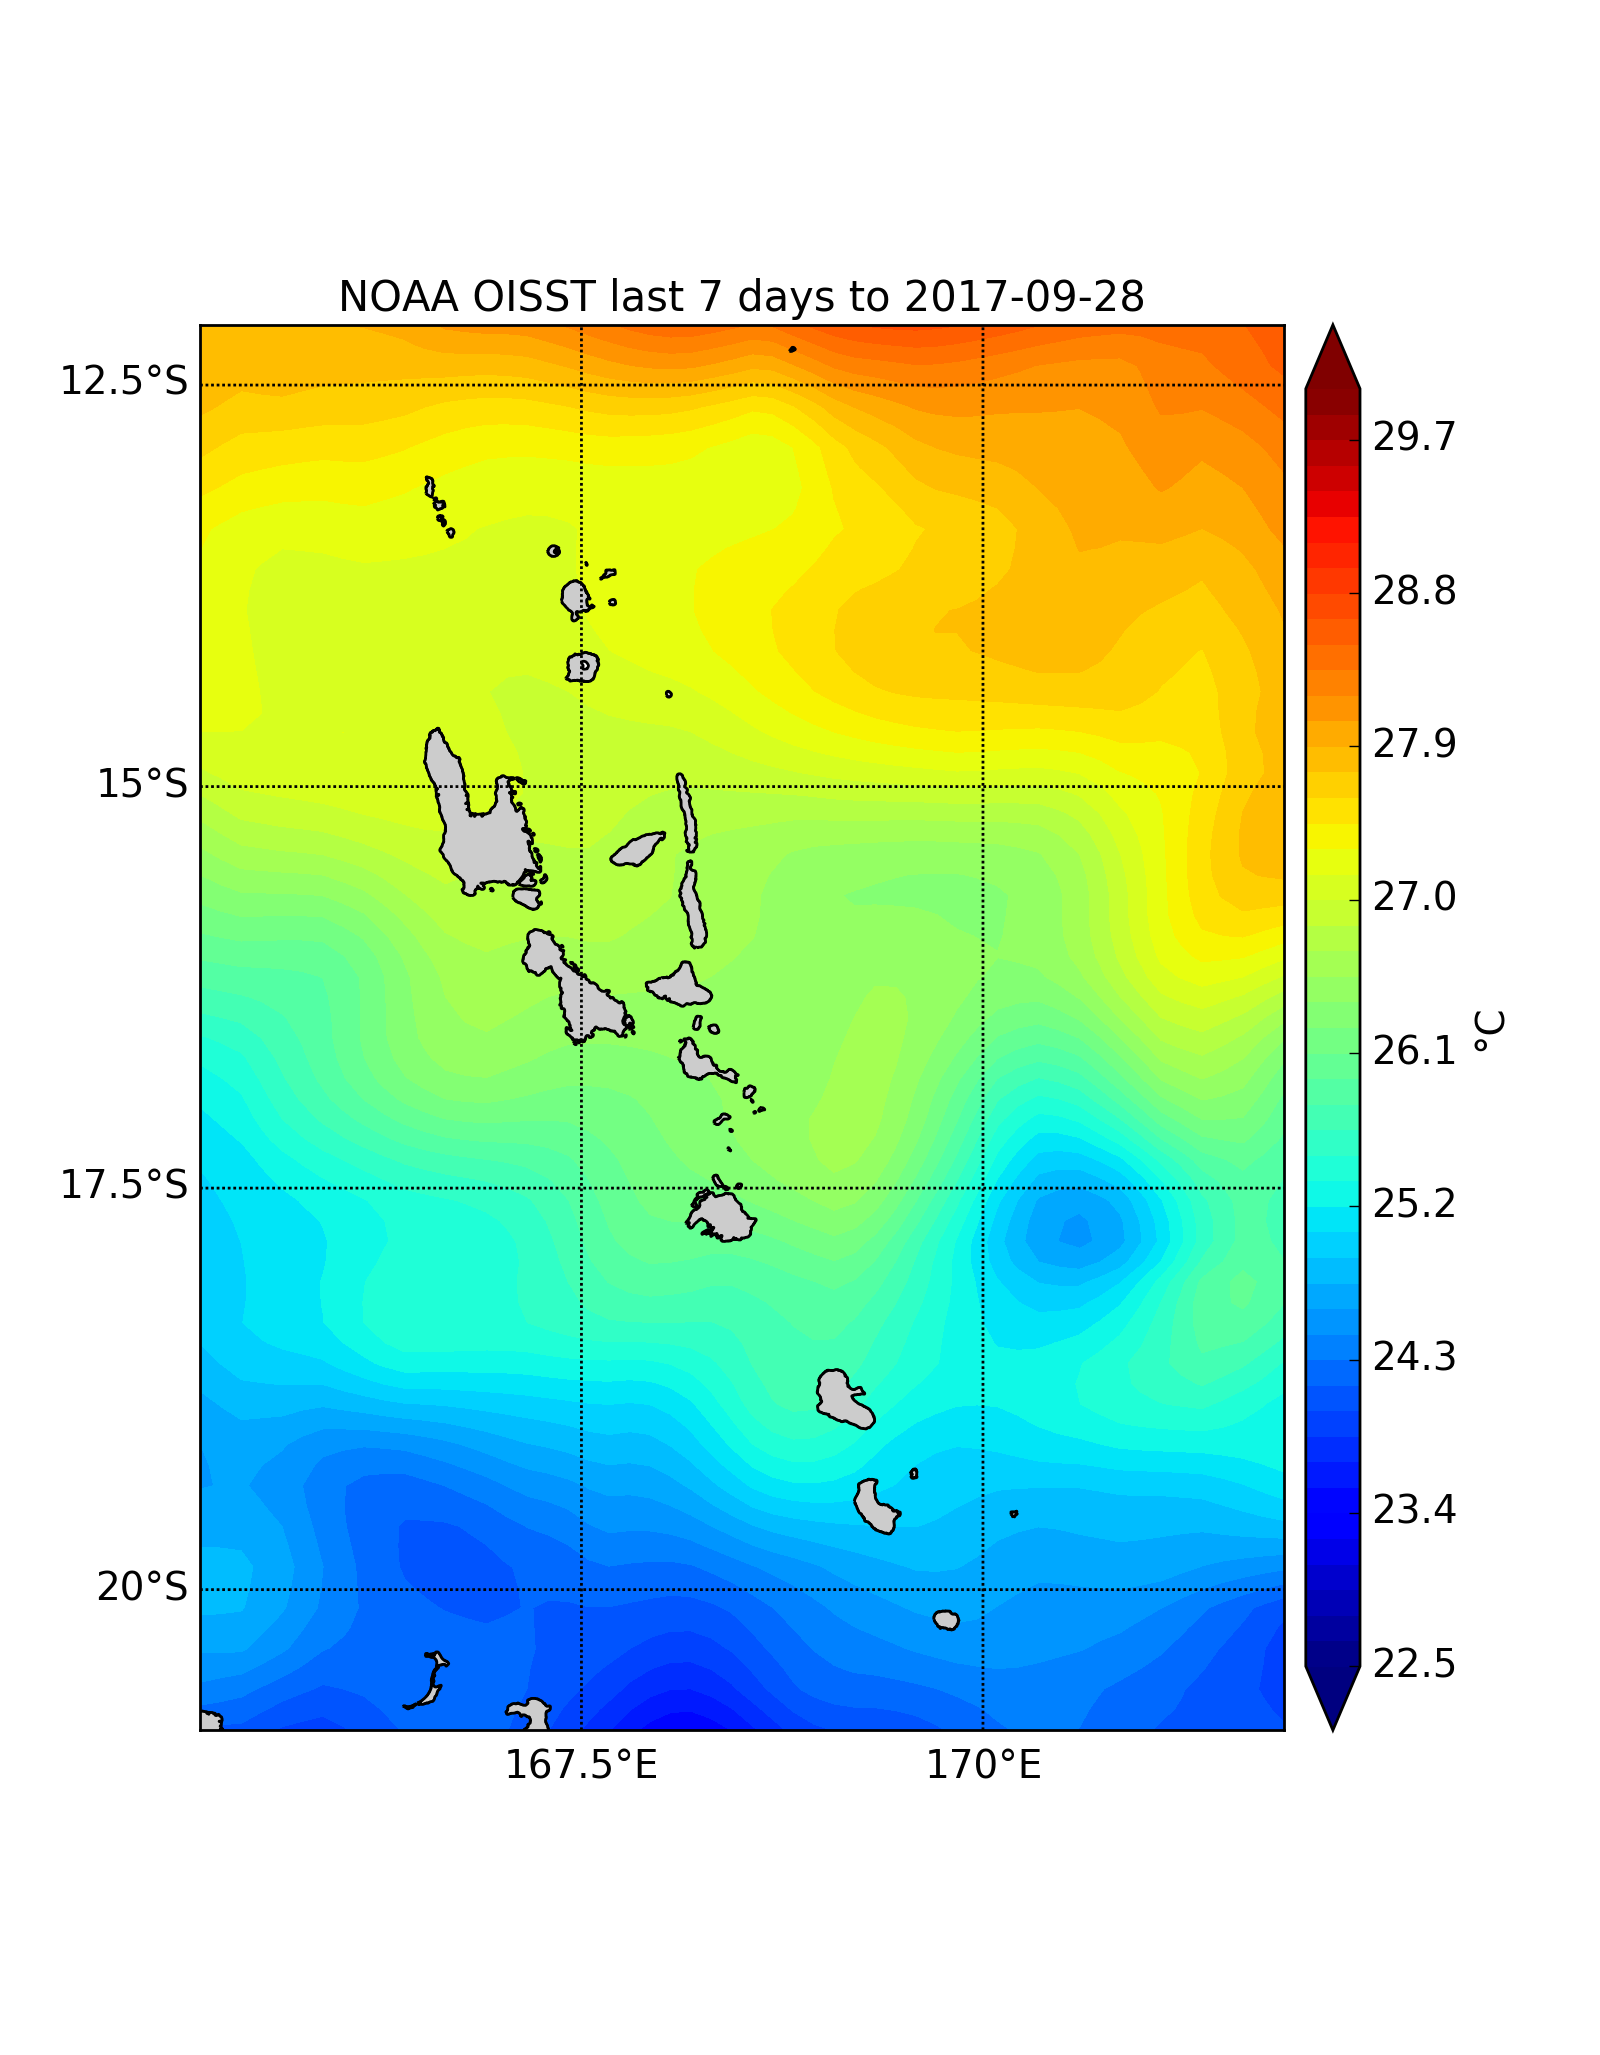 NOAA OISST last 7 days to 2017-09-28
12.5°S
15°S
17.5°S
20°S
167.5°E
170°E
29.7
28.8
27.9
27.0
26.1
25.2
24.3
23.4
22.5
°C